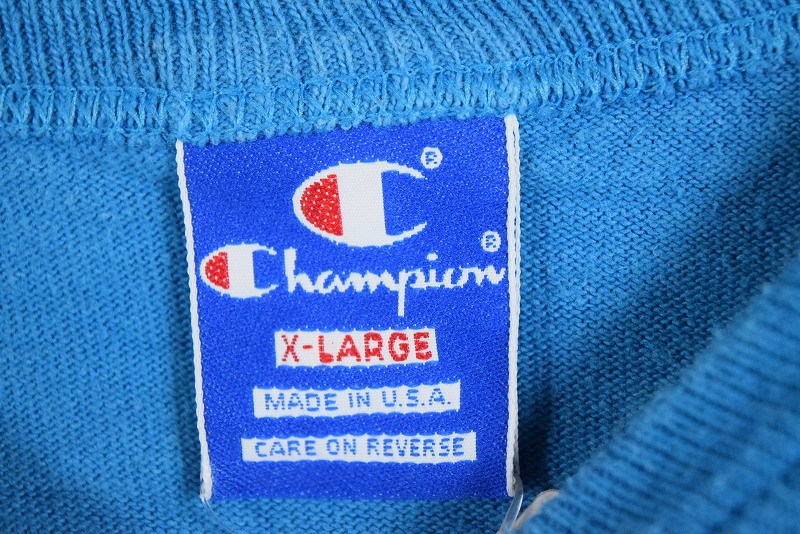 ®
Champion®
X-LARGE
MADE IN U.S.A.
CARE ON REVERSE